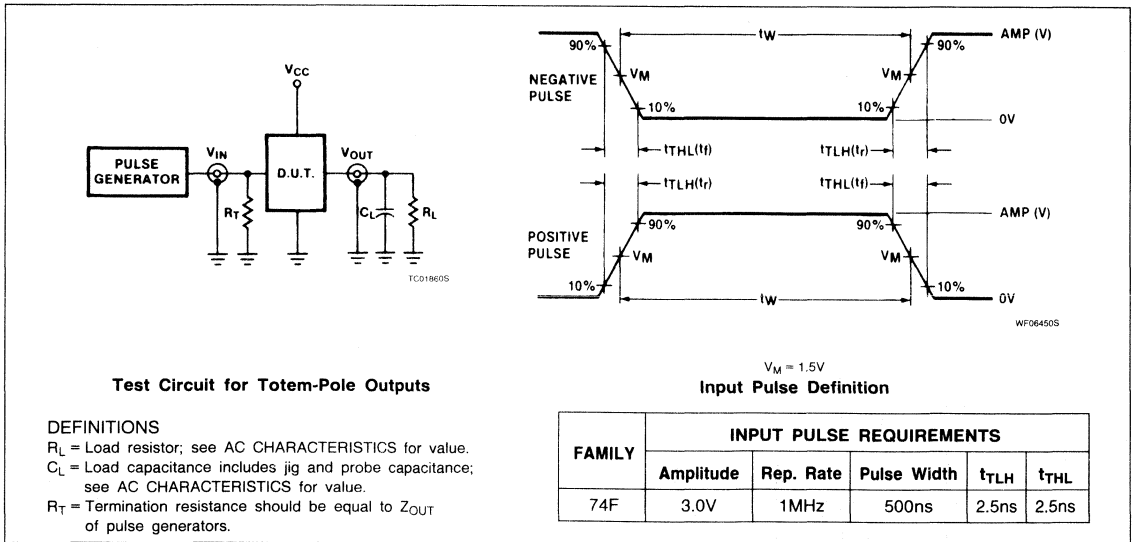 VCC
PULSE
GENERATOR
VIN
D.U.T.
VOUT
RT
CL
RL
TC01860S
Test Circuit for Totem-Pole Outputs
DEFINITIONS
RL = Load resistor; see AC CHARACTERISTICS for value.
CL = Load capacitance includes jig and probe capacitance;
see AC CHARACTERISTICS for value.
RT = Termination resistance should be equal to ZOUT
of pulse generators.
90% tW 90% AMP (V)
NEGATIVE
PULSE
VM VM
10% 10%
0V
tTHL(tf) tTLH(tr)
tTLH(tr) tTHL(tf)
AMP (V)
90% 90%
POSITIVE
PULSE
VM VM
10% tW 10%
0V
WF06450S
VM = 1.5V
Input Pulse Definition
FAMILY INPUT PULSE REQUIREMENTS
Amplitude Rep. Rate Pulse Width tTLH tTHL
74F 3.0V 1MHz 500ns 2.5ns 2.5ns